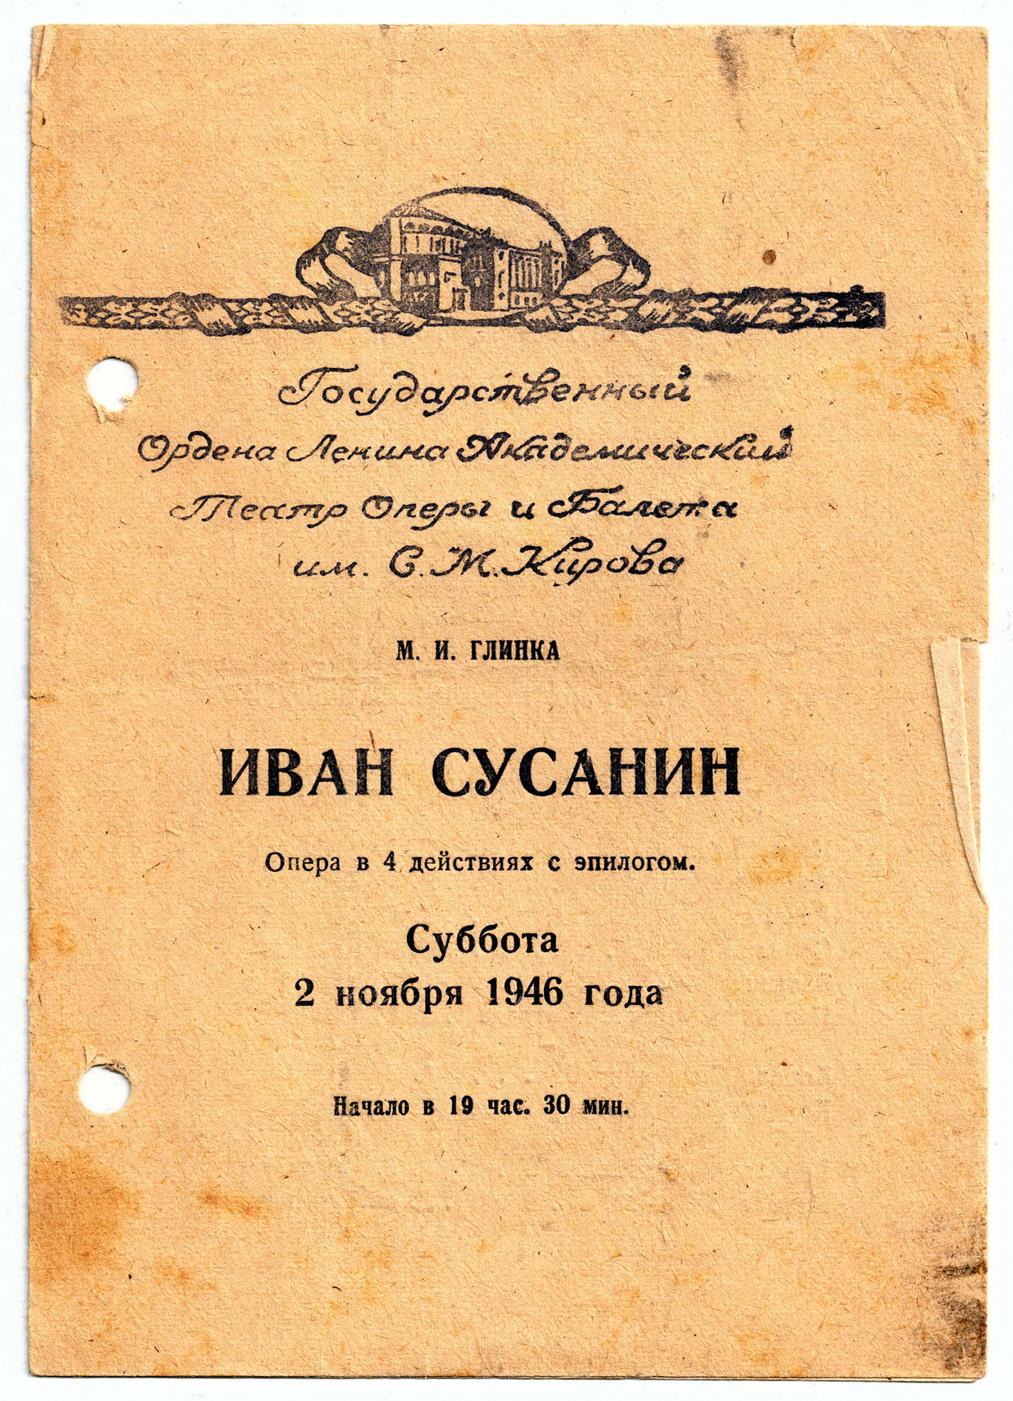 Государственный
Ордена Ленина Академический
Театр Оперы и Балета
им. С. М. Кирова
М. И. ГЛИНКА
ИВАН СУСАНИН
Опера в 4 действиях с эпилогом.
Суббота
2 ноября 1946 года
Начало в 19 час. 30 мин.